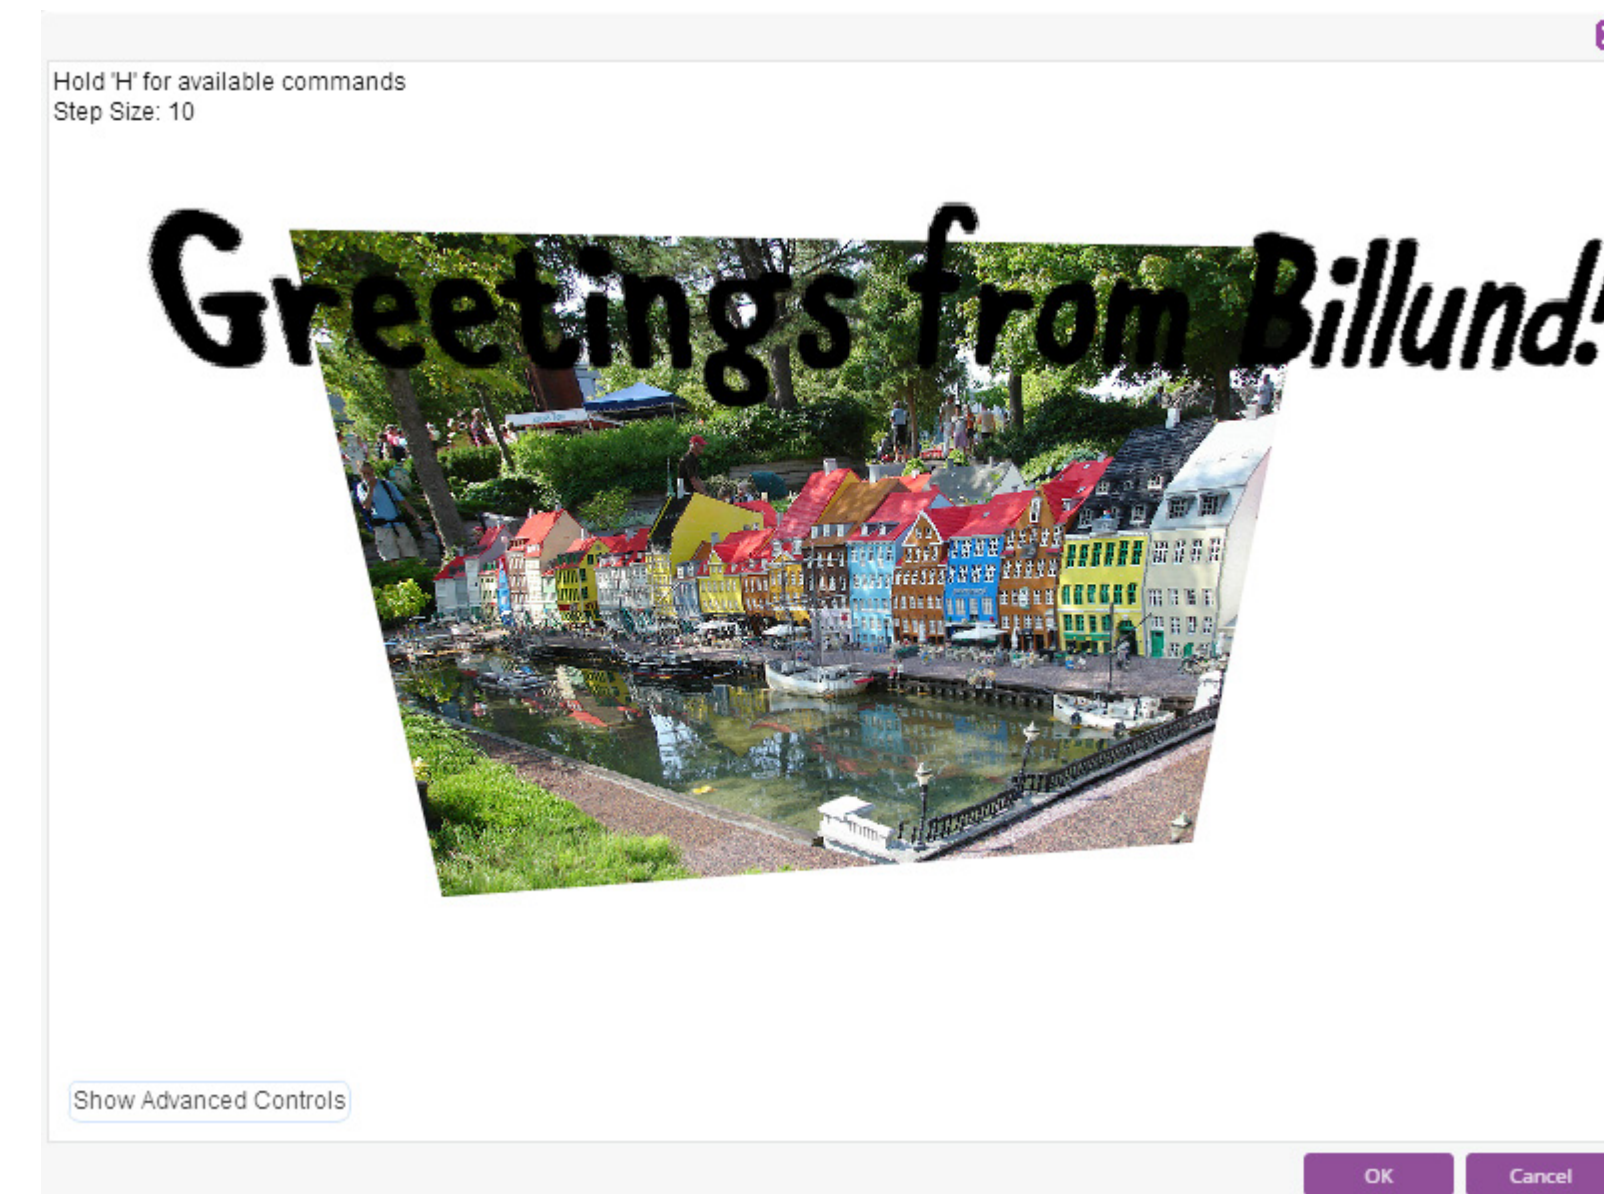 Hold 'H' for available commands
Step Size: 10
Greetings from Billund!
Show Advanced Controls
OK Cancel